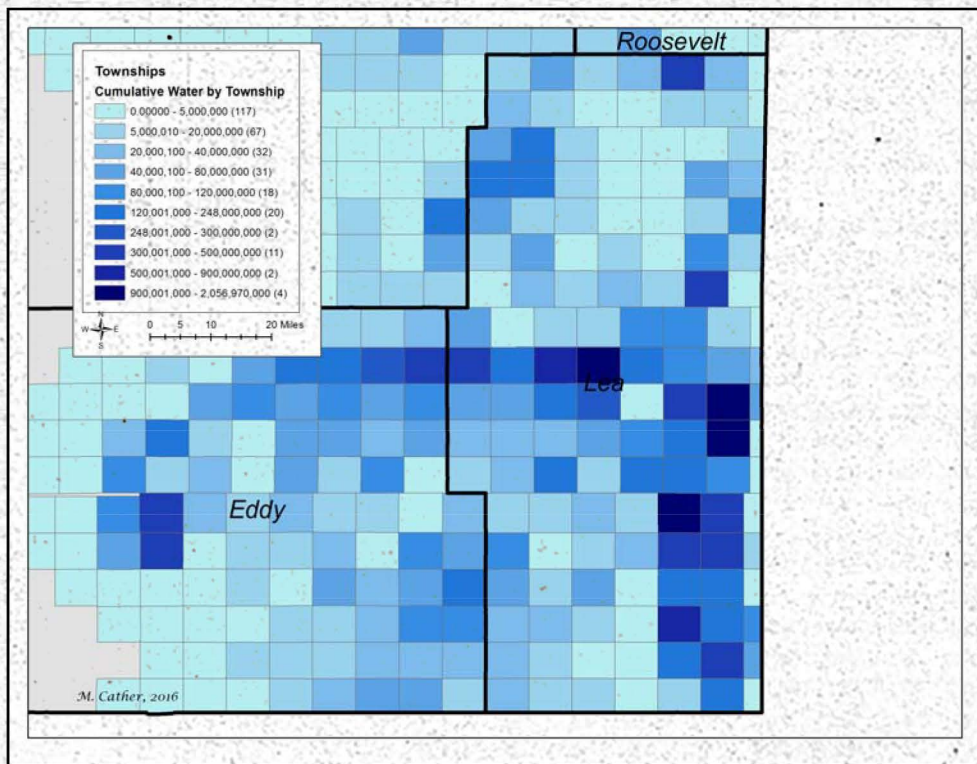 Roosevelt
Townships
Cumulative Water by Township
0.00000 - 5,000,000 (117)
5,000,010 - 20,000,000 (67)
20,000,100 - 40,000,000 (32)
40,000,100 - 80,000,000 (31)
80,000,100 - 120,000,000 (18)
120,001,000 - 248,000,000 (20)
248,001,000 - 300,000,000 (2)
300,001,000 - 500,000,000 (11)
500,001,000 - 900,000,000 (2)
900,001,000 - 2,056,970,000 (4)
N
W E
S
0 5 10 20 Miles
Lea
Eddy
M. Cather, 2016